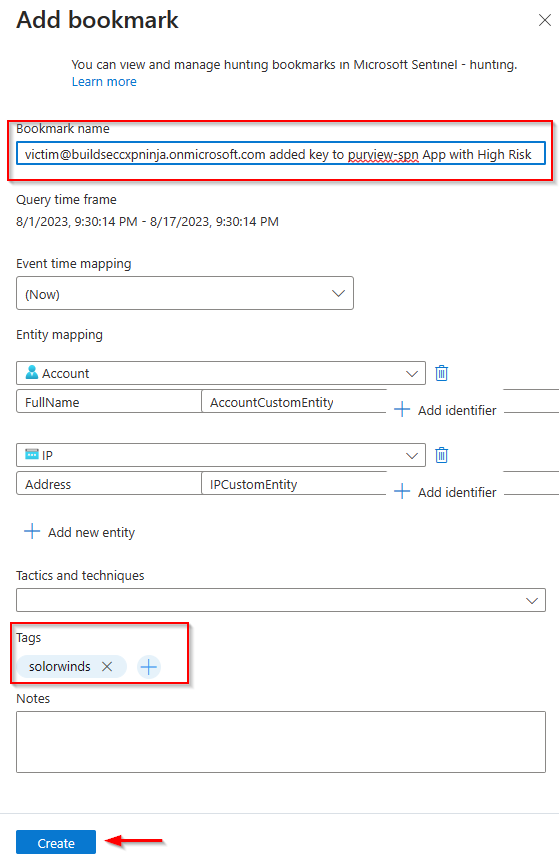 Add bookmark
You can view and manage hunting bookmarks in Microsoft Sentinel - hunting.
Learn more
Bookmark name
victim@buildseccxpninja.onmicrosoft.com added key to purview-spn App with High Risk
Query time frame
8/1/2023, 9:30:14 PM - 8/17/2023, 9:30:14 PM
Event time mapping
(Now)
Entity mapping
Account
FullName AccountCustomEntity Add identifier
IP
Address IPCustomEntity Add identifier
Add new entity
Tactics and techniques
Tags
solorwinds
Notes
Create